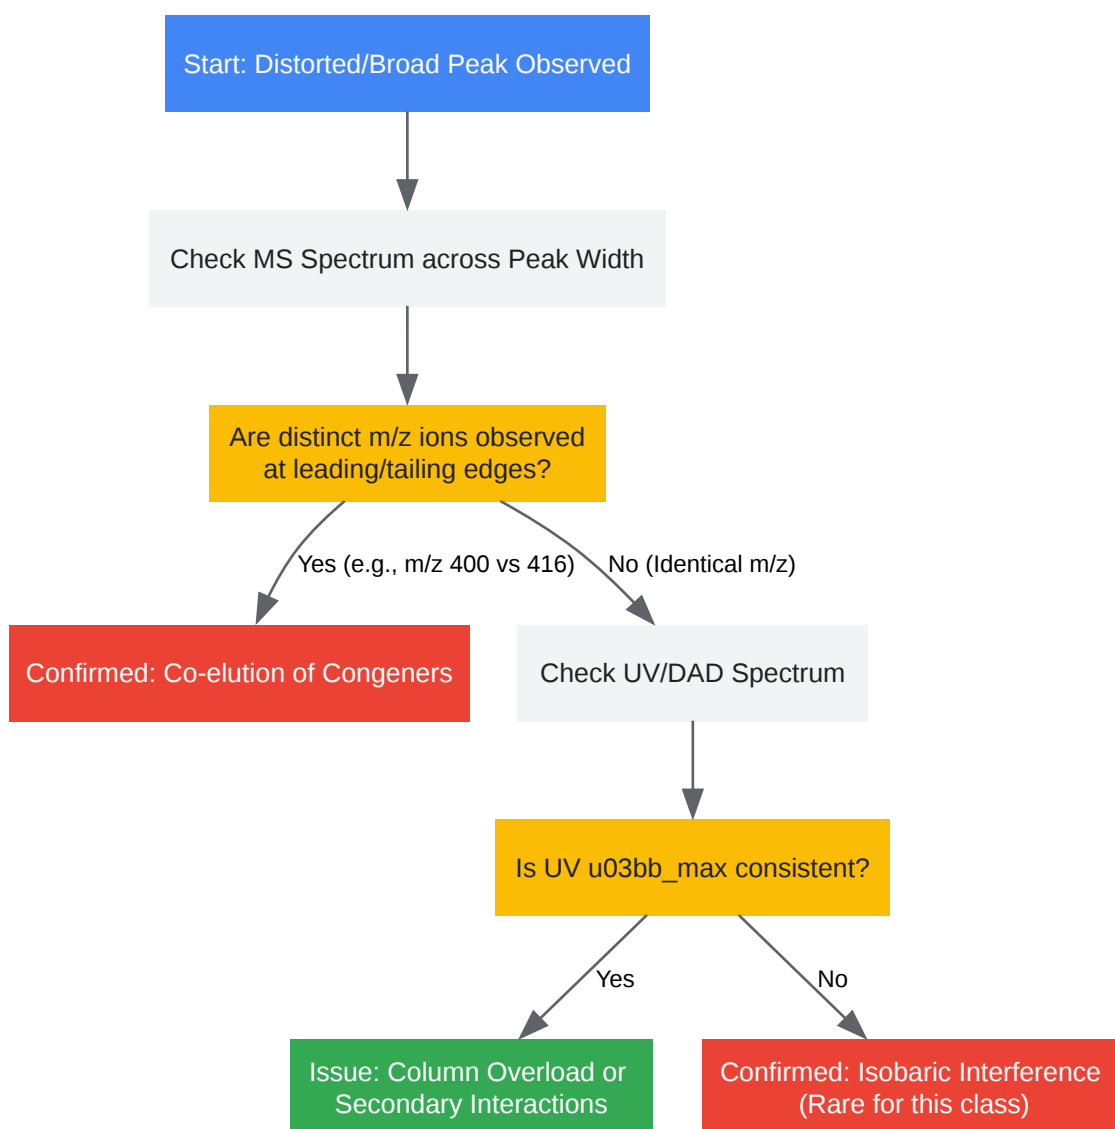 Start: Distorted/Broad Peak Observed
Check MS Spectrum across Peak Width
Are distinct m/z ions observed
at leading/tailing edges?
Yes (e.g., m/z 400 vs 416)
No (Identical m/z)
Confirmed: Co-elution of Congeners
Check UV/DAD Spectrum
Is UV u03bb_max consistent?
Yes
No
Issue: Column Overload or
Secondary Interactions
Confirmed: Isobaric Interference
(Rare for this class)